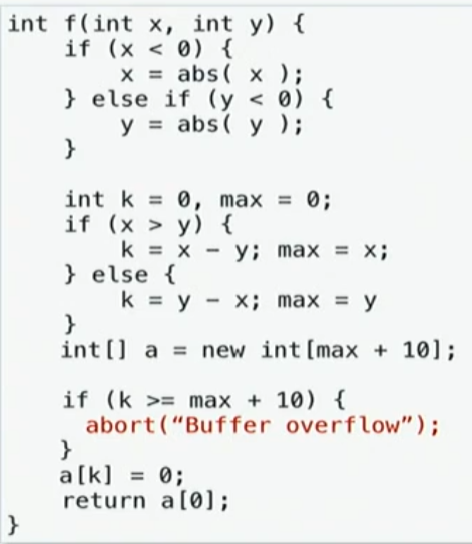 int f(int x, int y) {
    if (x < 0) {
        x = abs( x );
    } else if (y < 0) {
        y = abs( y );
    }

    int k = 0, max = 0;
    if (x > y) {
        k = x - y; max = x;
    } else {
        k = y - x; max = y
    }
    int[] a = new int[max + 10];

    if (k >= max + 10) {
      abort(“Buffer overflow”);
    }
    a[k] = 0;
    return a[0];
}